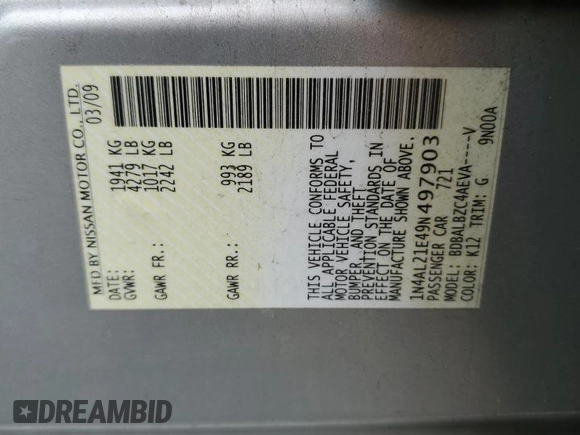 MFD BY NISSAN MOTOR CO., LTD.
03/09
DATE:
GVWR: 1941 KG
4279 LB
GAWR FR.: 1017 KG
2242 LB
GAWR RR.: 993 KG
2189 LB
THIS VEHICLE CONFORMS TO
ALL APPLICABLE FEDERAL
MOTOR VEHICLE SAFETY,
BUMPER, AND THEFT
PREVENTION STANDARDS IN
EFFECT ON THE DATE OF
MANUFACTURE SHOWN ABOVE.
1N4AL21E49N497903
PASSENGER CAR 721
MODEL: BDBALBZC4AEVA----V
COLOR: K12 TRIM: G 9N00A
DREAMBID